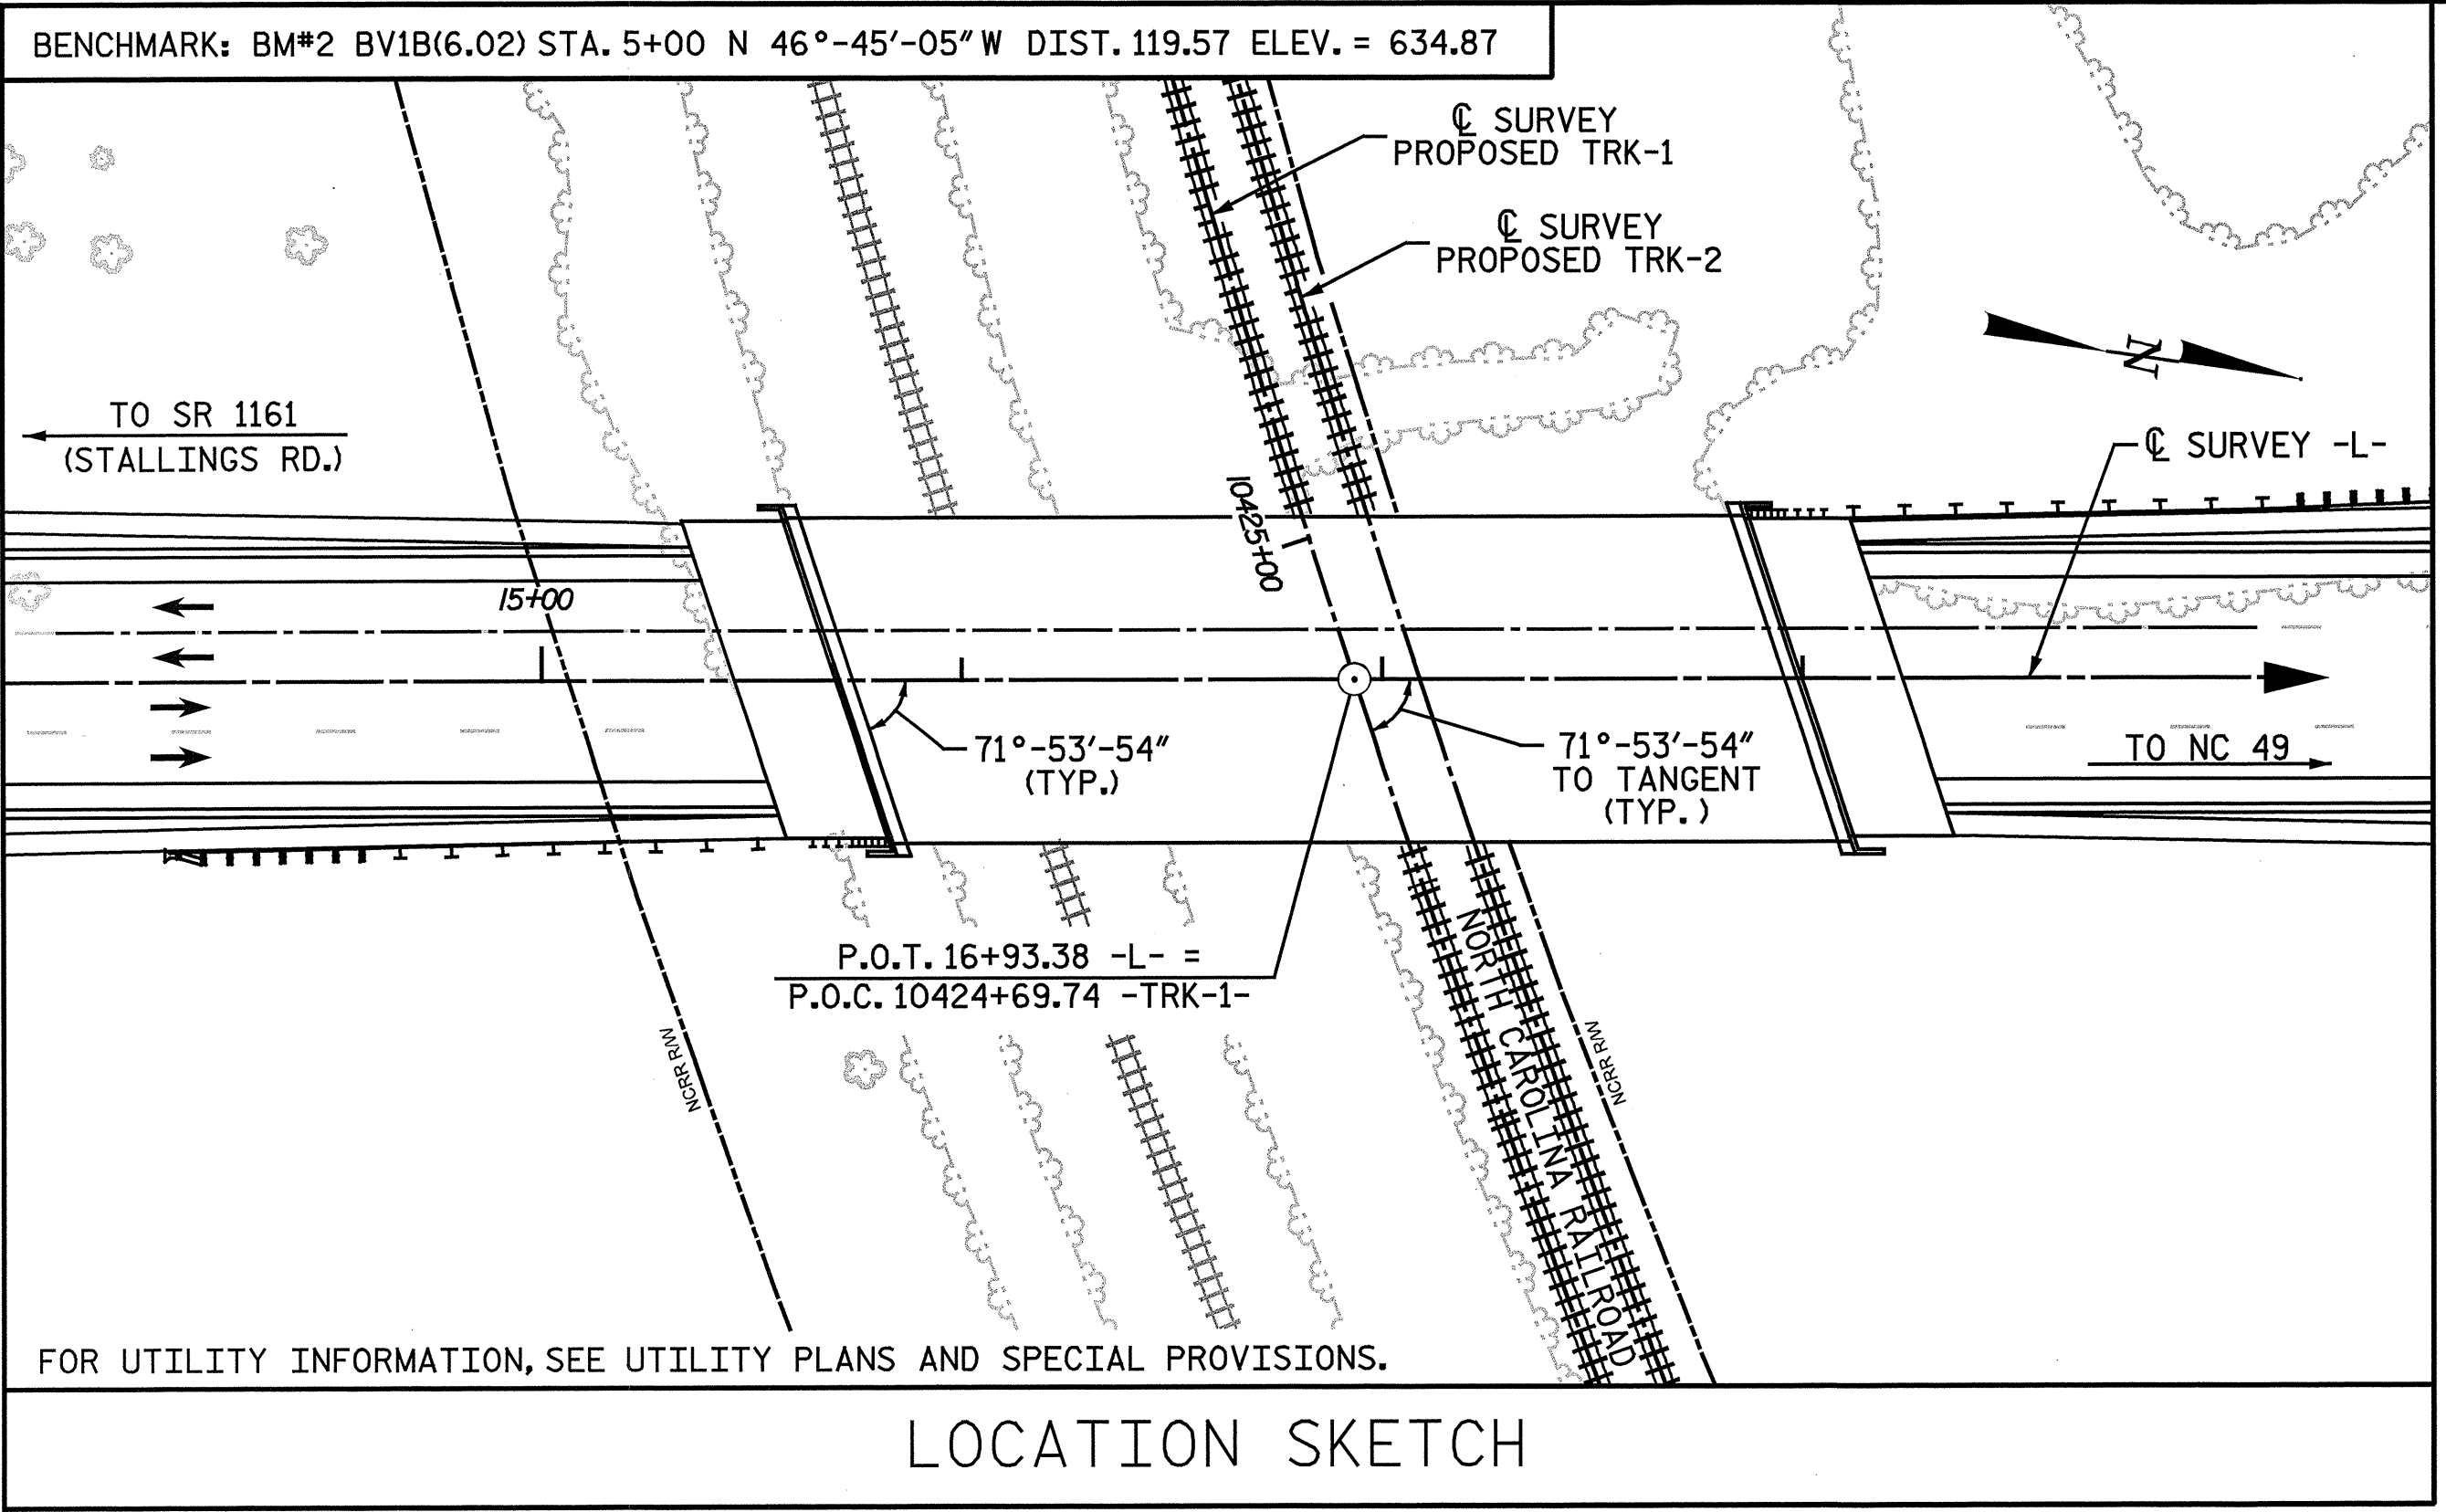 BENCHMARK: BM#2 BV1B(6.02) STA. 5+00 N 46°-45'-05" W DIST. 119.57 ELEV. = 634.87
℄ SURVEY
PROPOSED TRK-1
℄ SURVEY
PROPOSED TRK-2
N
TO SR 1161
(STALLINGS RD.)
℄ SURVEY -L-
10425+00
15+00
71°-53'-54"
(TYP.)
71°-53'-54"
TO TANGENT
(TYP.)
TO NC 49
P.O.T. 16+93.38 -L- =
P.O.C. 10424+69.74 -TRK-1-
NORTH CAROLINA RAILROAD
NCRR R/W
NCRR R/W
FOR UTILITY INFORMATION, SEE UTILITY PLANS AND SPECIAL PROVISIONS.
LOCATION SKETCH